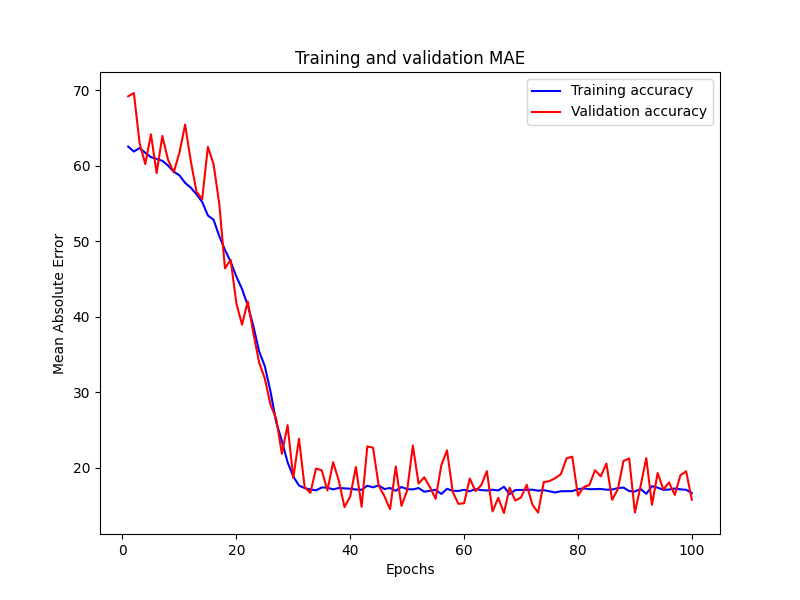 Training and validation MAE
Training accuracy
Validation accuracy
70
60
50
40
30
20
Mean Absolute Error
0
20
40
60
80
100
Epochs